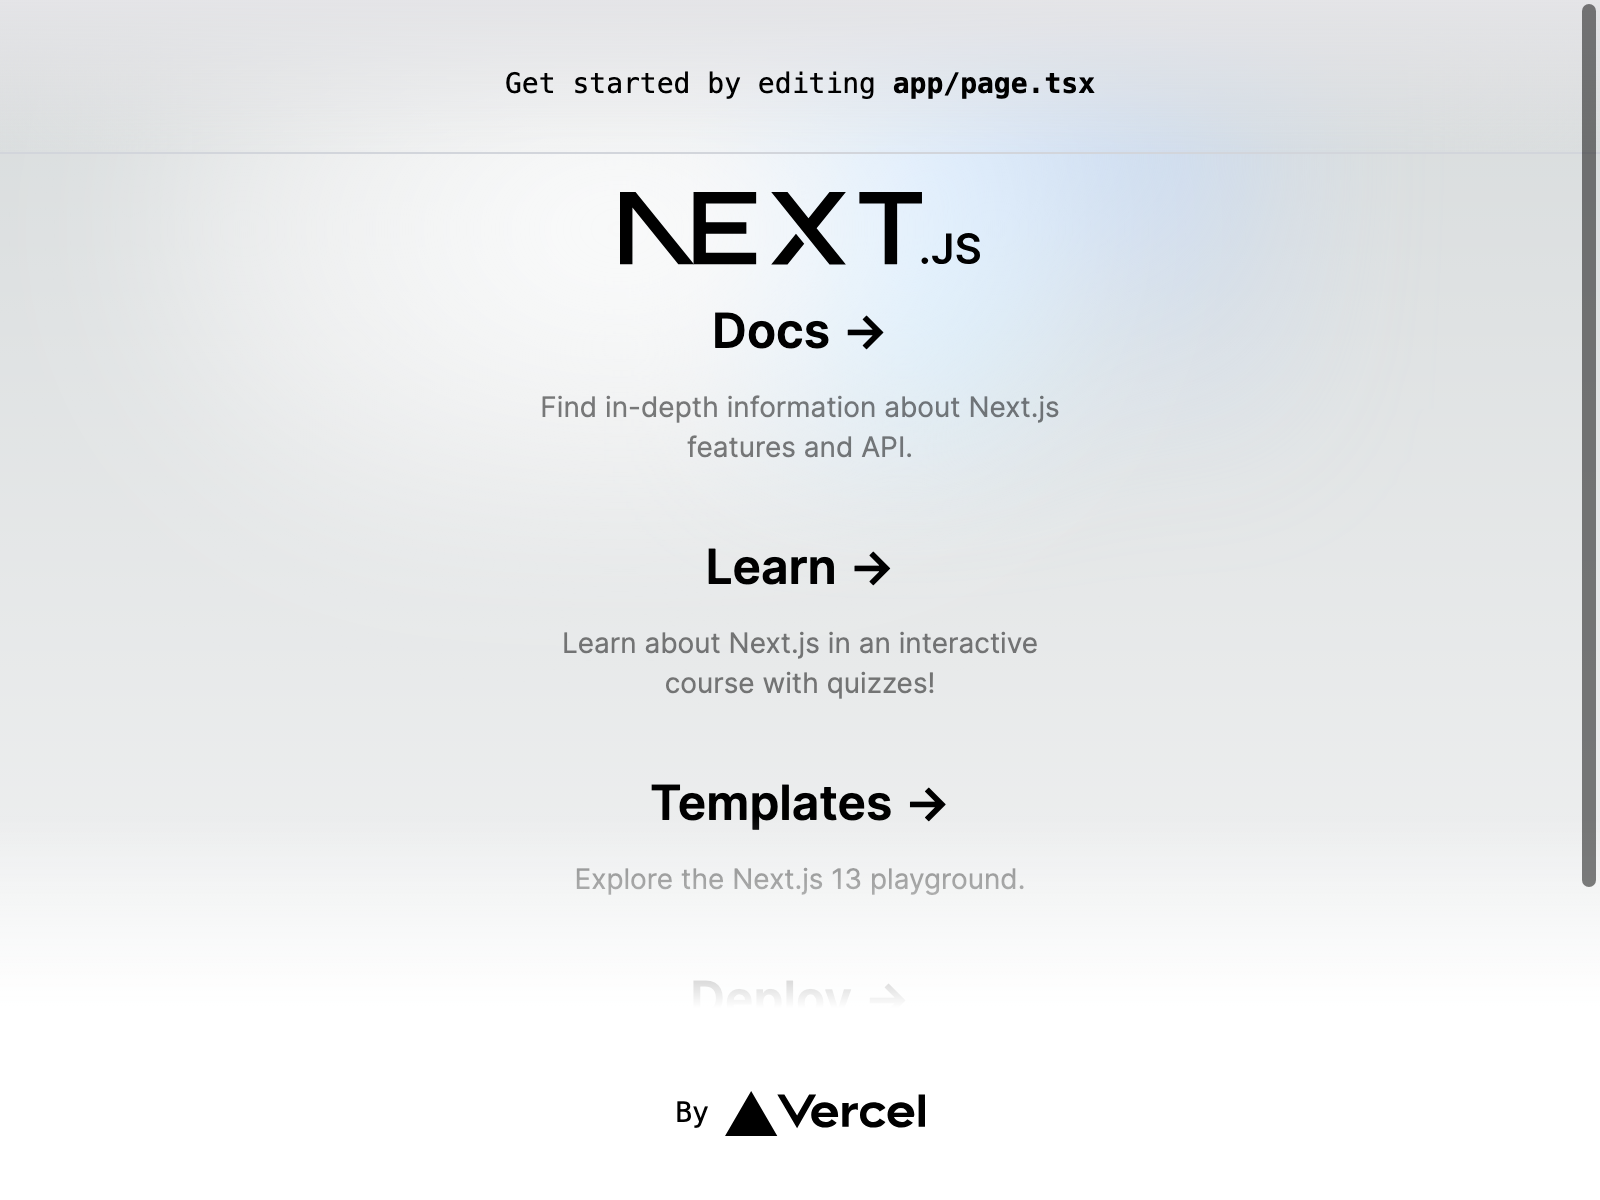 Get started by editing app/page.tsx
NEXT.JS
Docs →
Find in-depth information about Next.js
features and API.
Learn →
Learn about Next.js in an interactive
course with quizzes!
Templates →
Explore the Next.js 13 playground.
Deploy →
By ▲Vercel